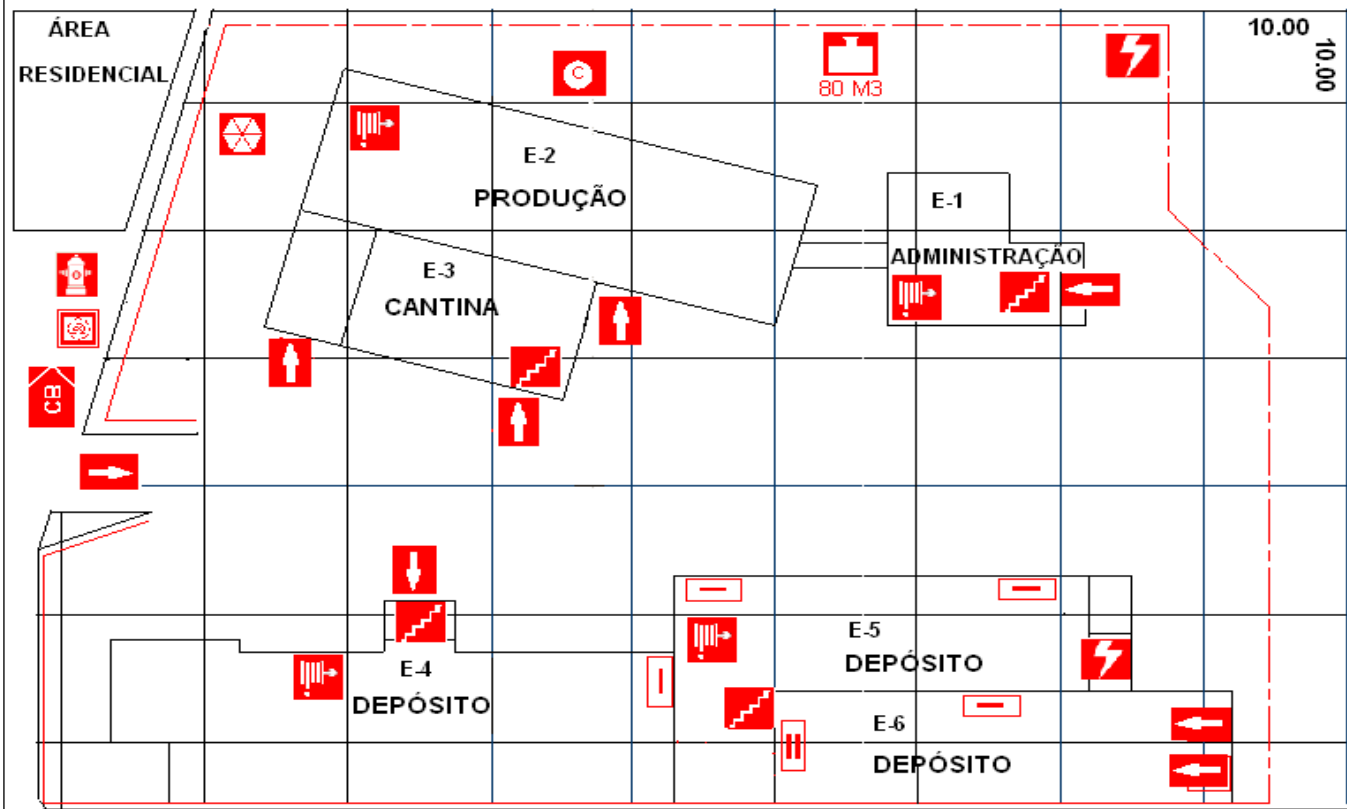 ÁREA
RESIDENCIAL
10.00
10.00
C
80 M3
E-2
PRODUÇÃO
E-1
ADMINISTRAÇÃO
E-3
CANTINA
CB
E-4
DEPÓSITO
E-5
DEPÓSITO
E-6
DEPÓSITO